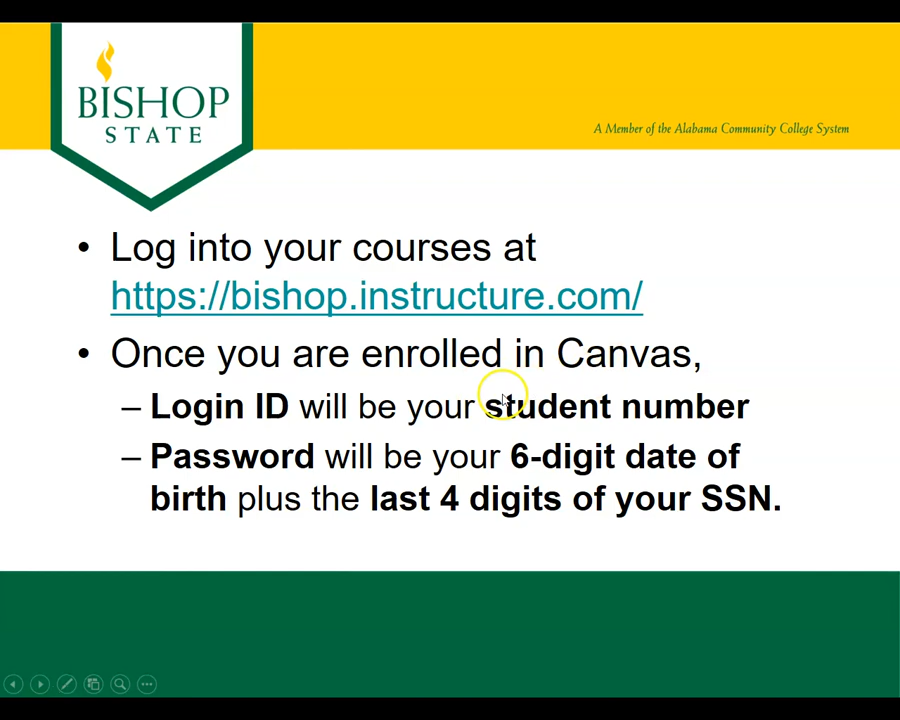 BISHOP
STATE
A Member of the Alabama Community College System
• Log into your courses at
https://bishop.instructure.com/
• Once you are enrolled in Canvas,
– Login ID will be your student number
– Password will be your 6-digit date of
birth plus the last 4 digits of your SSN.